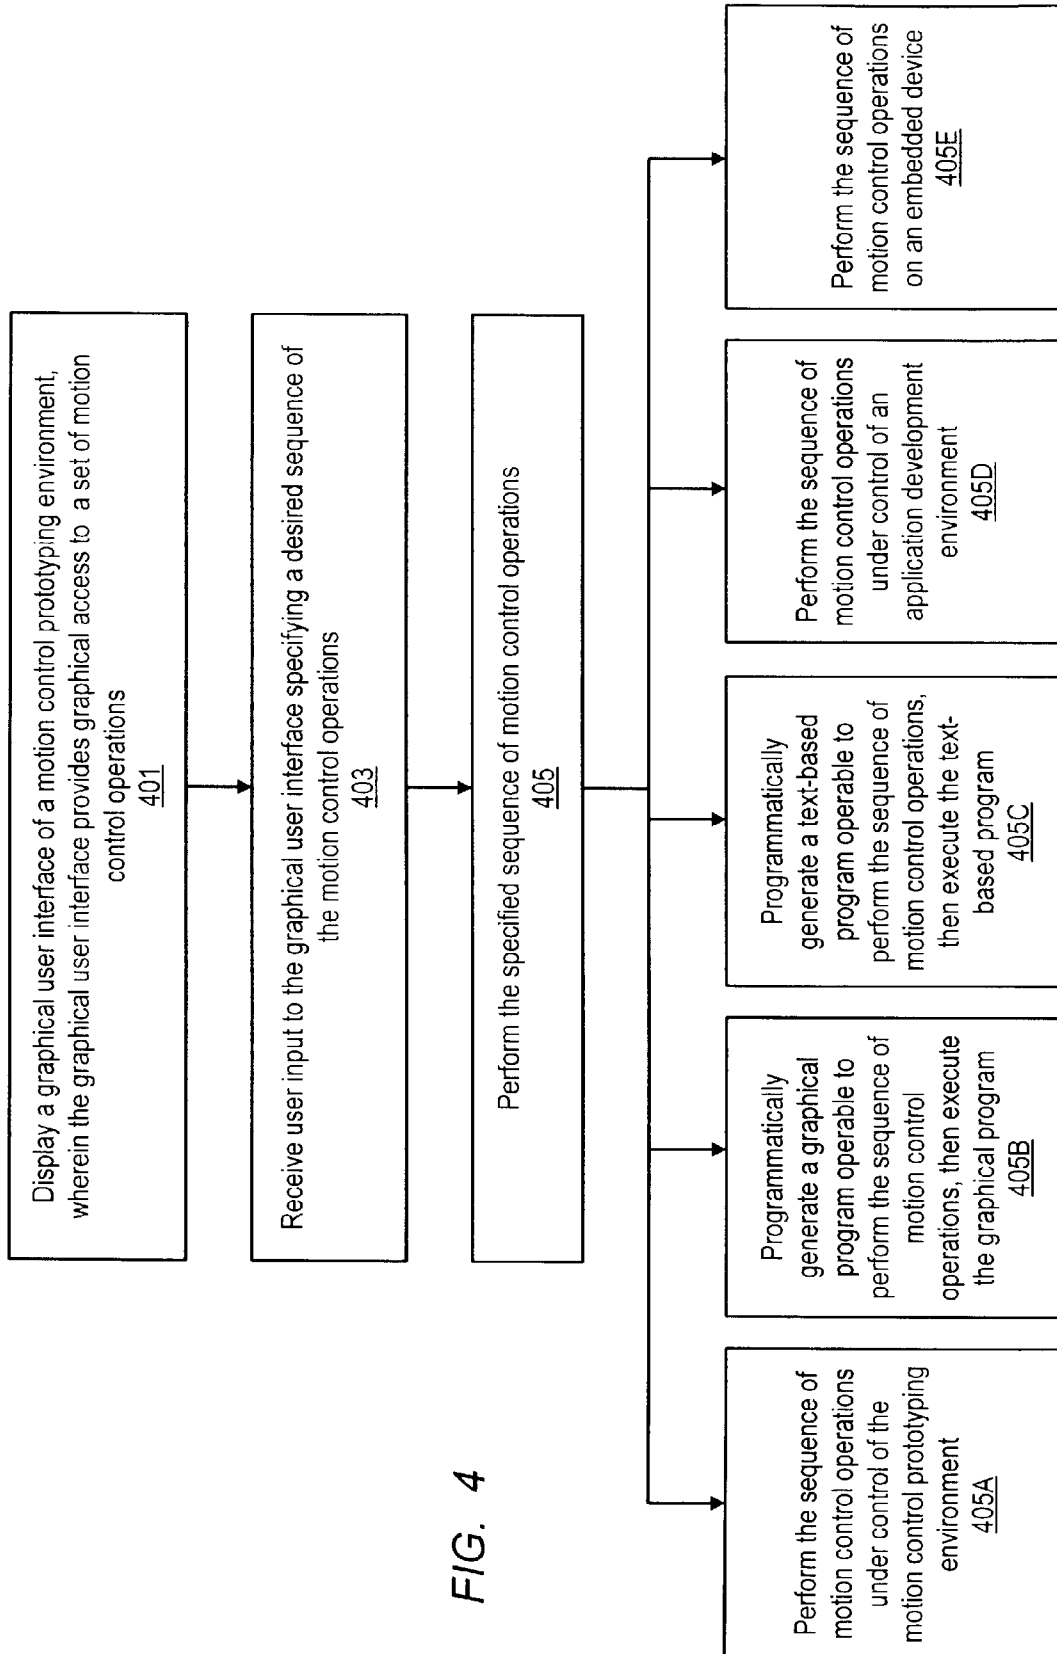 Display a graphical user interface of a motion control prototyping environment,
wherein the graphical user interface provides graphical access to a set of motion
control operations
401
Receive user input to the graphical user interface specifying a desired sequence of
the motion control operations
403
Perform the specified sequence of motion control operations
405
FIG. 4
Perform the sequence of
motion control operations
under control of the
motion control prototyping
environment
405A
Programmatically
generate a graphical
program operable to
perform the sequence of
motion control
operations, then execute
the graphical program
405B
Programmatically
generate a text-based
program operable to
perform the sequence of
motion control operations,
then execute the text-
based program
405C
Perform the sequence of
motion control operations
under control of an
application development
environment
405D
Perform the sequence of
motion control operations
on an embedded device
405E